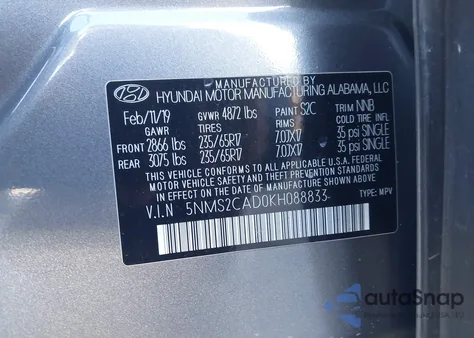 MANUFACTURED BY
HYUNDAI MOTOR MANUFACTURING ALABAMA, LLC
Feb/11/19 GVWR 4872 lbs PAINT S2C TRIM NNB
GAWR TIRES RIMS COLD TIRE INFL
FRONT 2866 lbs 235/65R17 7.0JX17 35 psi SINGLE
REAR 3075 lbs 235/65R17 7.0JX17 35 psi SINGLE
THIS VEHICLE CONFORMS TO ALL APPLICABLE U.S.A. FEDERAL
MOTOR VEHICLE SAFETY AND THEFT PREVENTION STANDARDS
IN EFFECT ON THE DATE OF MANUFACTURE SHOWN ABOVE.
V.I.N 5NMS2CAD0KH088833 TYPE: MPV
autoSnap